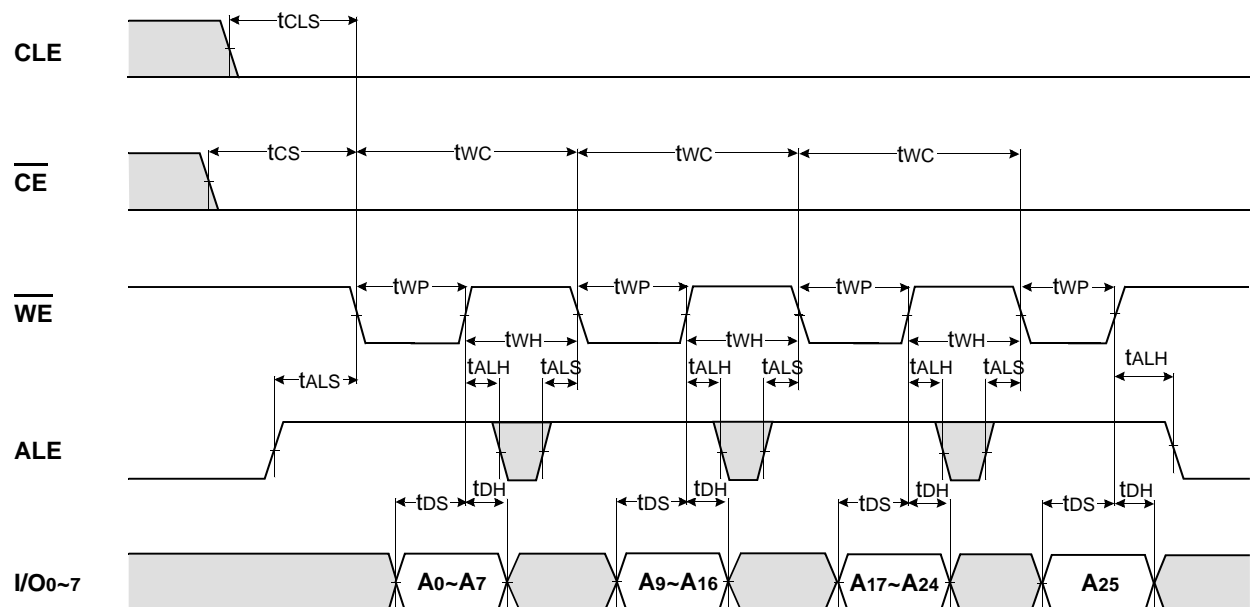 tCLS
CLE
tCS tWC tWC tWC
CE
tWP tWP tWP tWP
WE
tWH tWH tWH
tALH tALS tALH tALS tALH tALS tALH
tALS
ALE
tDS tDH tDS tDH tDS tDH tDS tDH
I/O0~7 A0~A7 A9~A16 A17~A24 A25